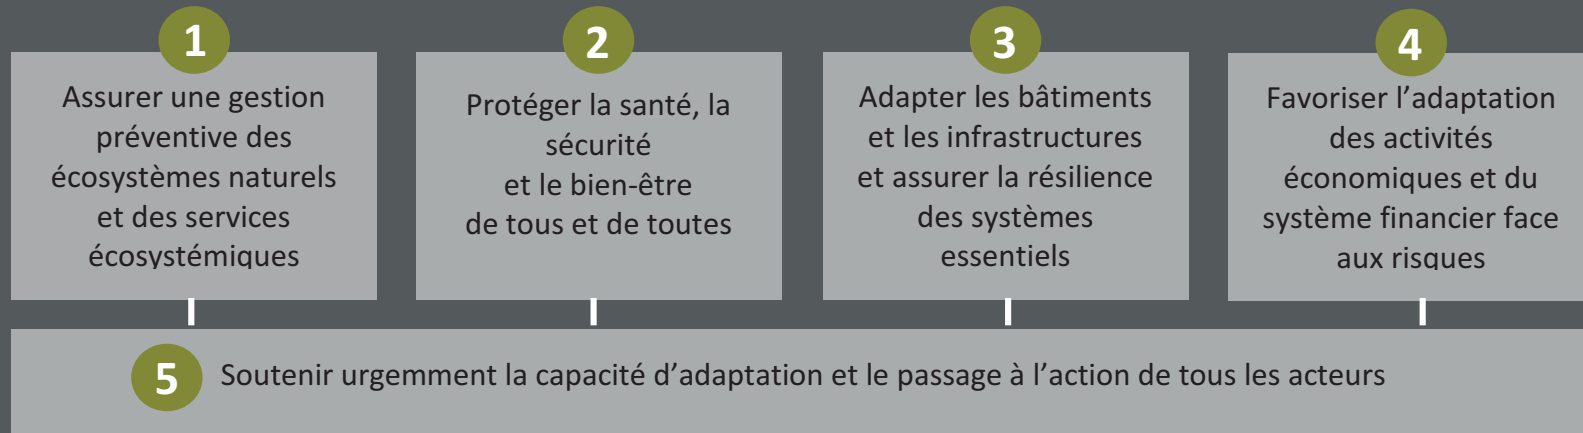 1
Assurer une gestion
préventive des
écosystèmes naturels
et des services
écosystémiques
2
Protéger la santé, la
sécurité
et le bien-être
de tous et de toutes
3
Adapter les bâtiments
et les infrastructures
et assurer la résilience
des systèmes
essentiels
4
Favoriser l’adaptation
des activités
économiques et du
système financier face
aux risques
5
Soutenir urgemment la capacité d’adaptation et le passage à l’action de tous les acteurs